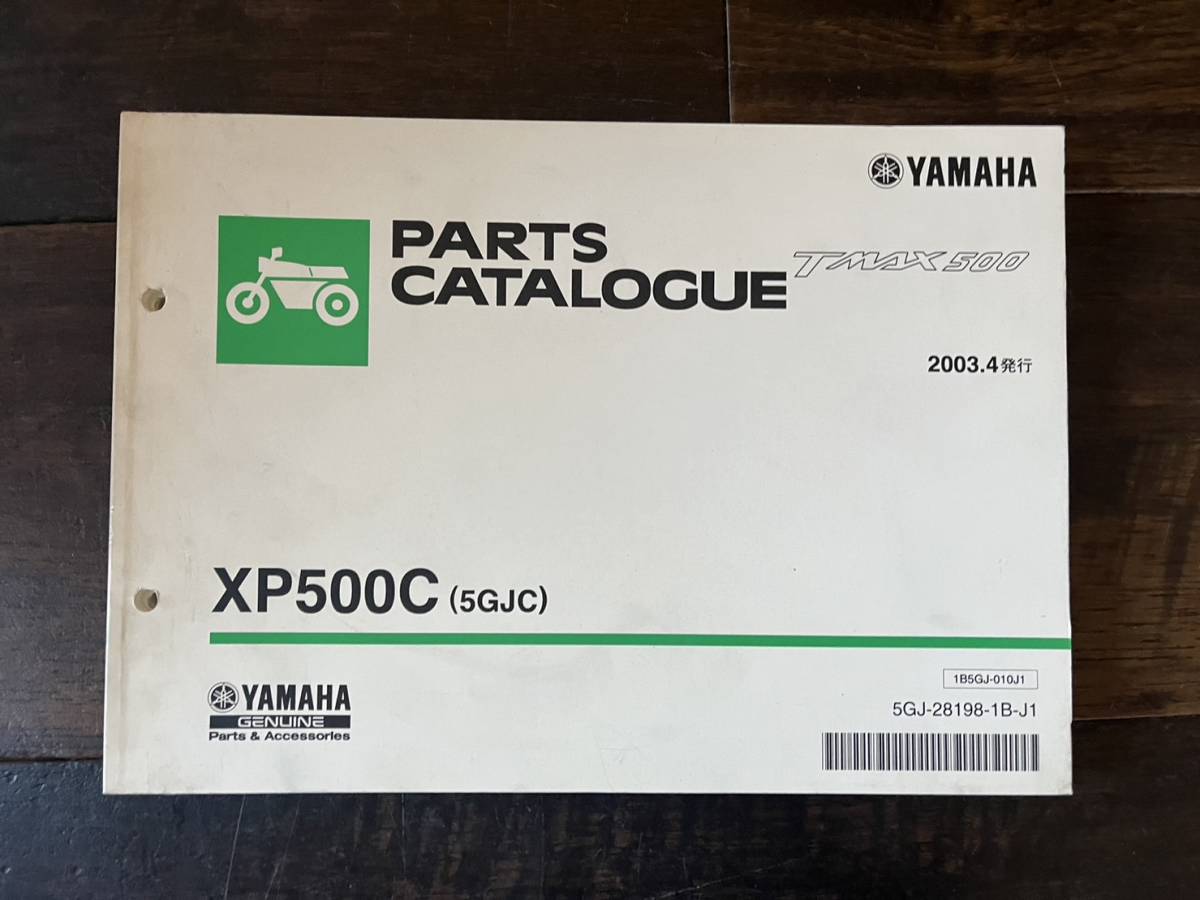 YAMAHA
PARTS
CATALOGUE
TMAX 500
2003.4発行
XP500C (5GJC)
YAMAHA
GENUINE
Parts & Accessories
1B5GJ-010J1
5GJ-28198-1B-J1